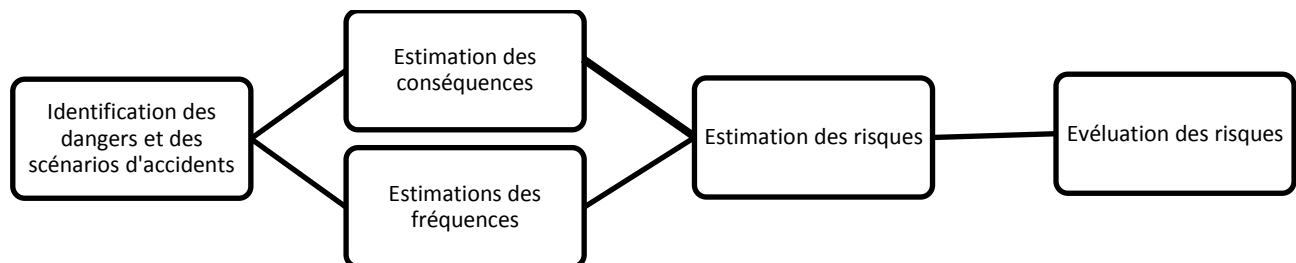 Identification des
dangers et des
scénarios d'accidents
Estimation des
conséquences
Estimations des
fréquences
Estimation des risques
Evéluation des risques